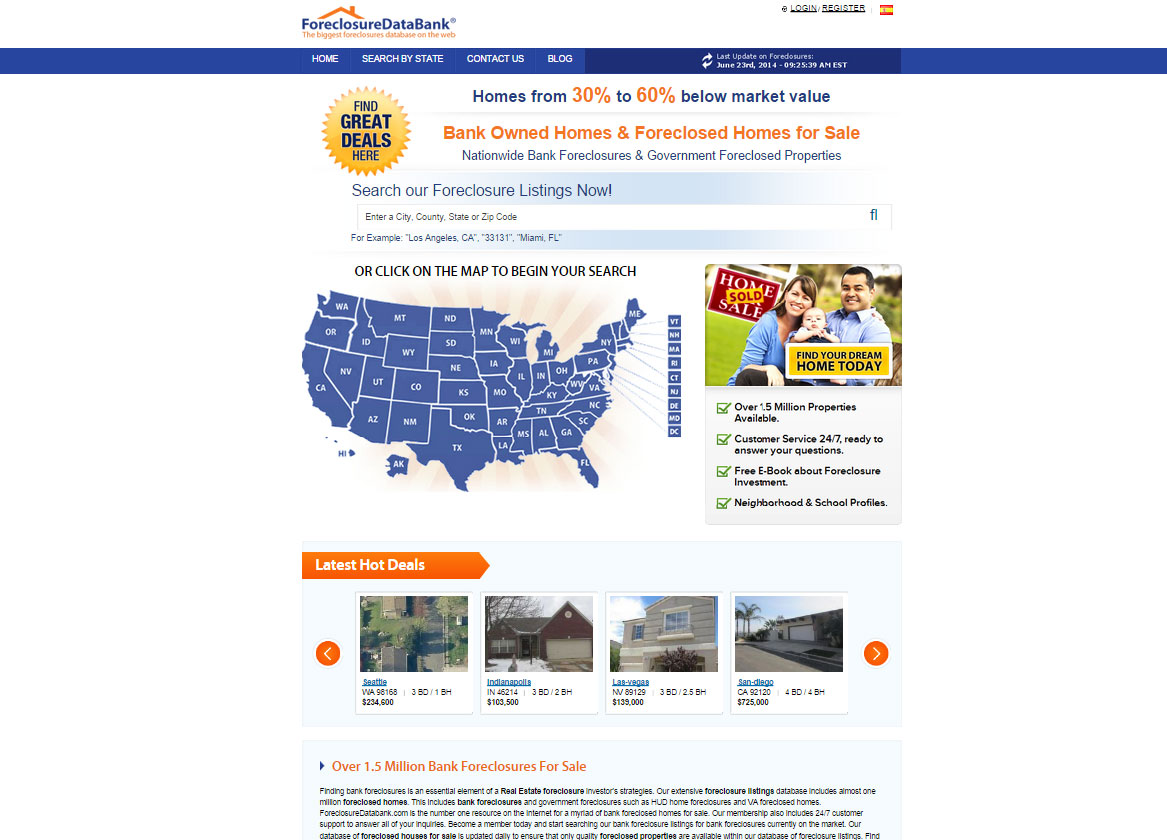 ForeclosureDataBank®
The biggest foreclosures database on the web
LOGIN / REGISTER
HOME SEARCH BY STATE CONTACT US BLOG
Last Update on Foreclosures:
June 23rd, 2014 - 09:25:39 AM EST
FIND
GREAT
DEALS
HERE
Homes from 30% to 60% below market value
Bank Owned Homes & Foreclosed Homes for Sale
Nationwide Bank Foreclosures & Government Foreclosed Properties
Search our Foreclosure Listings Now!
Enter a City, County, State or Zip Code
fl
For Example: "Los Angeles, CA", "33131", "Miami, FL"
OR CLICK ON THE MAP TO BEGIN YOUR SEARCH
WA MT ND MN ME
OR ID SD WI MI NY
WY NE IA PA
NV UT CO IL IN OH
CA KS MO KY WV VA
AZ NM OK TN NC
AR MS AL GA SC
TX LA FL
HI AK
VT
NH
MA
RI
CT
NJ
DE
MD
DC
HOME
SOLD
SALE
FIND YOUR DREAM
HOME TODAY
Over 1.5 Million Properties
Available.
Customer Service 24/7, ready to
answer your questions.
Free E-Book about Foreclosure
Investment.
Neighborhood & School Profiles.
Latest Hot Deals
Seattle
WA 98168 | 3 BD / 1 BH
$234,600
Indianapolis
IN 46214 | 3 BD / 2 BH
$103,500
Las-vegas
NV 89129 | 3 BD / 2.5 BH
$139,000
San-diego
CA 92120 | 4 BD / 4 BH
$725,000
Over 1.5 Million Bank Foreclosures For Sale
Finding bank foreclosures is an essential element of a Real Estate foreclosure investor's strategies. Our extensive foreclosure listings database includes almost one
million foreclosed homes. This includes bank foreclosures and government foreclosures such as HUD home foreclosures and VA foreclosed homes.
ForeclosureDatabank.com is the number one resource on the Internet for a myriad of bank foreclosed homes for sale. Our membership also includes 24/7 customer
support to answer all of your inquiries. Become a member today and start searching our bank foreclosure listings for bank foreclosures currently on the market. Our
database of foreclosed houses for sale is updated daily to ensure that only quality foreclosed properties are available within our database of foreclosure listings. Find